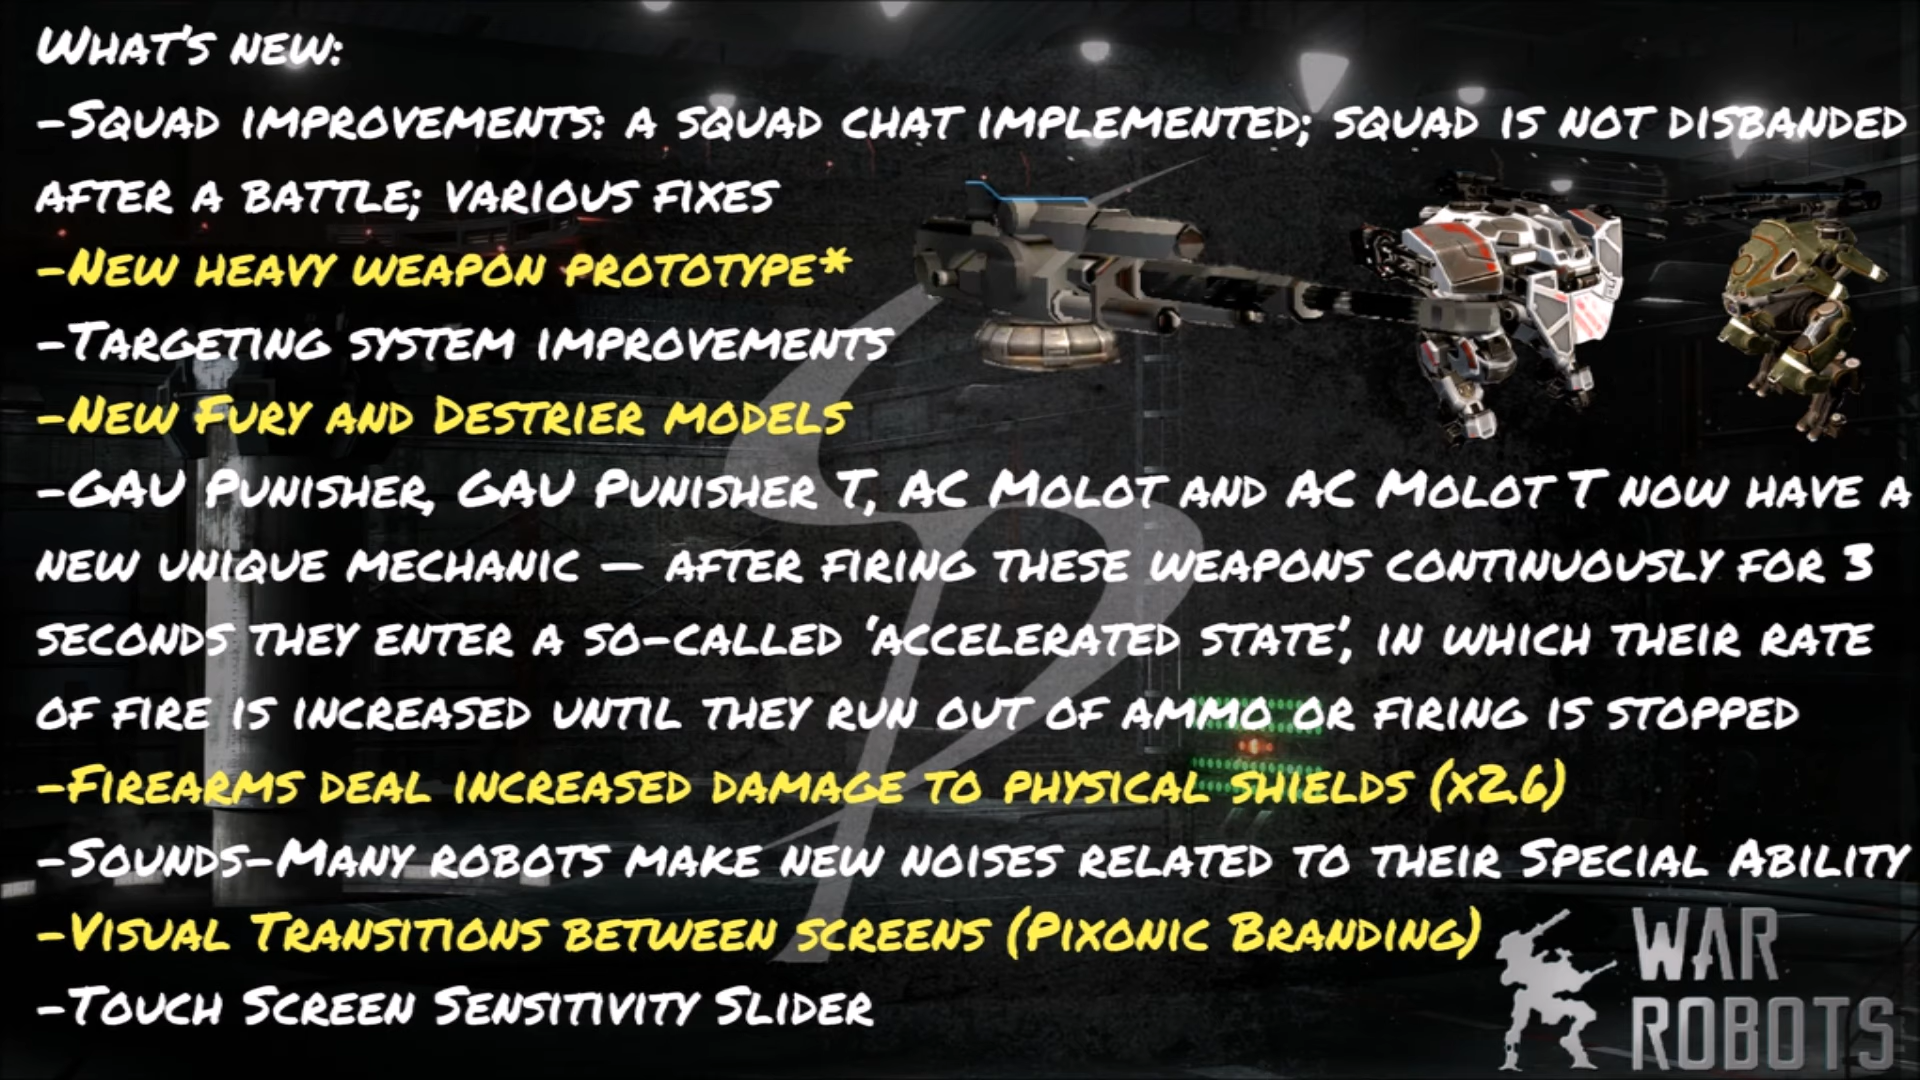 What's new:
-Squad improvements: a squad chat implemented; squad is not disbanded
after a battle; various fixes
-New heavy weapon prototype*
-Targeting system improvements
-New Fury and Destrier models
-GAU Punisher, GAU Punisher T, AC Molot and AC Molot T now have a
new unique mechanic — after firing these weapons continuously for 3
seconds they enter a so-called 'accelerated state', in which their rate
of fire is increased until they run out of ammo or firing is stopped
-Firearms deal increased damage to physical shields (x2.6)
-Sounds-Many robots make new noises related to their Special Ability
-Visual Transitions between screens (Pixonic Branding)
-Touch Screen Sensitivity Slider
WAR
ROBOTS